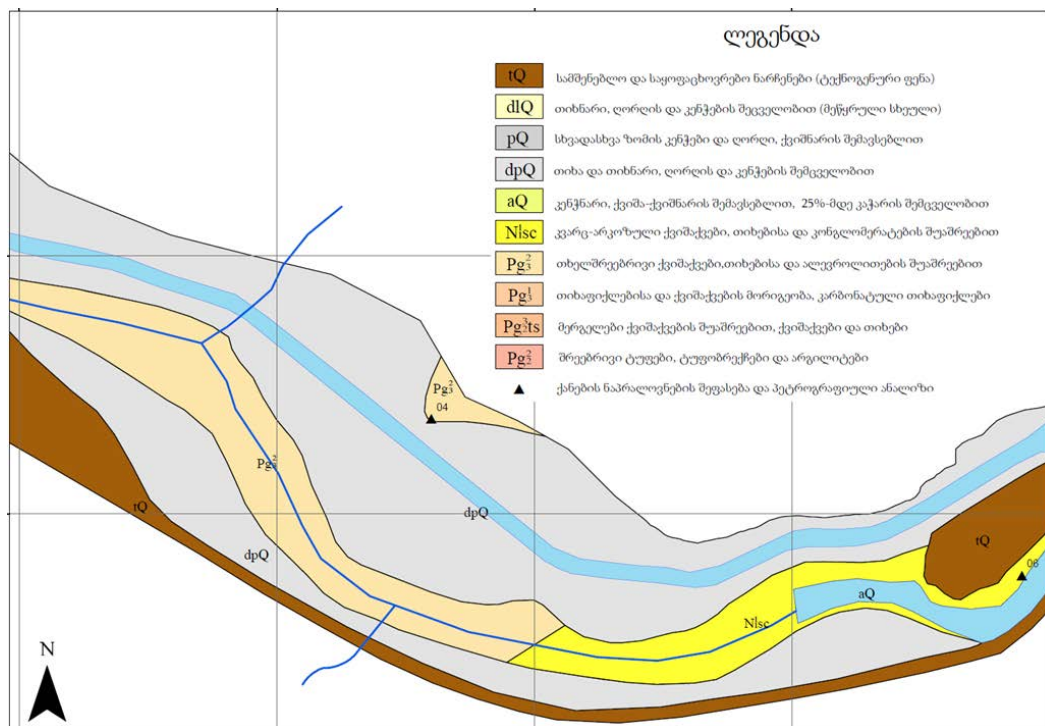 ლეგენდა
tQ სამშენებლო და საყოფაცხოვრებო ნარჩენები (ტექნოგენური ფენა)
dlQ თიხნარი, ღორღის და კენჭების შეცველობით (მეწყრული სხეული)
pQ სხვადასხვა ზომის კენჭები და ღორღი, ქვიშნარის შემავსებლით
dpQ თიხა და თიხნარი, ღორღის და კენჭების შემცველობით
aQ კენჭნარი, ქვიშა-ქვიშნარის შემავსებლით, 25%-მდე კაჭარის შემცველობით
N₁¹sc კვარც-არკოზული ქვიშაქვები, თიხებისა და კონგლომერატების შუაშრეებით
Pg₃² თხელშრეებრივი ქვიშაქვები,თიხებისა და ალევროლითების შუაშრეებით
Pg₃¹ თიხაფიქლებისა და ქვიშაქვების მორიგეობა, კარბონატული თიხაფიქლები
Pg₂³ts მერგელები ქვიშაქვების შუაშრეებით, ქვიშაქვები და თიხები
Pg₂² შრეებრივი ტუფები, ტუფობრექჩები და არგილიტები
▲ ქანების ნაპრალოვნების შეფასება და პეტროგრაფიული ანალიზი
Pg₃²
04
Pg₃²
tQ
dpQ
dpQ
tQ
06
aQ
N₁¹sc
N